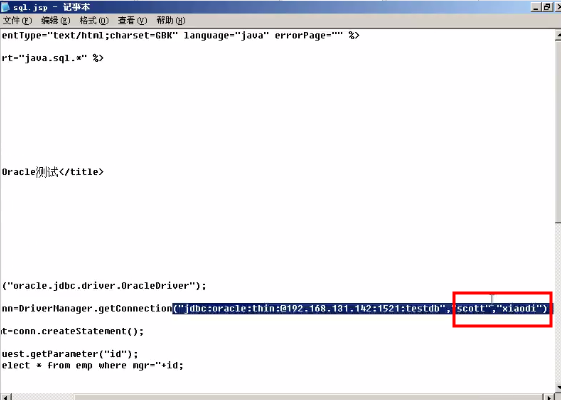 sql.jsp - 记事本
文件(F) 编辑(E) 格式(O) 查看(V) 帮助(H)
entType="text/html;charset=GBK" language="java" errorPage="" %>
rt="java.sql.*" %>
Oracle测试</title>
("oracle.jdbc.driver.OracleDriver");
nn=DriverManager.getConnection("jdbc:oracle:thin:@192.168.131.142:1521:testdb","scott","xiaodi")
t=conn.createStatement();
quest.getParameter("id");
elect * from emp where mgr="+id;